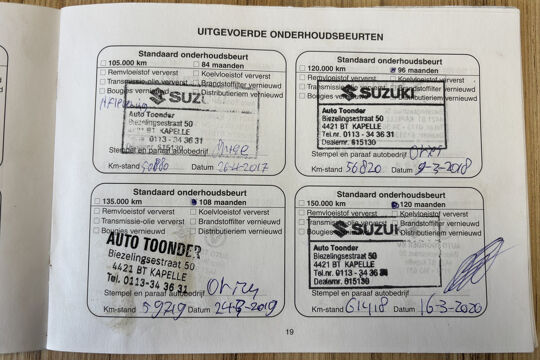 UITGEVOERDE ONDERHOUDSBEURTEN
Standaard onderhoudsbeurt
105.000 km 84 maanden
Remvloeistof ververst Koelvloeistof ververst
Transmissie-olie ververst Brandstoffilter vernieuwd
Bougies Distributieriem vernieuwd
SUZUKI
Auto Toonder
Biezelingsestraat 50
4421 BT KAPELLE
Tel.nr. 0113 - 34 36 31
Dealernr. 615130
Stempel en paraaf autobedrijf
Km-stand Datum 26-4-2017
Standaard onderhoudsbeurt
120.000 km 96 maanden
Remvloeistof ververst Koelvloeistof ververst
Transmissie-olie ververst Brandstoffilter vernieuwd
Bougies vernieuwd Distributieriem vernieuwd
SUZUKI
Auto Toonder
Biezelingsestraat 50
4421 BT KAPELLE
Tel.nr. 0113 - 34 36 31
Dealernr. 615130
Stempel en paraaf autobedrijf
Km-stand 56820 Datum 9-3-2018
Standaard onderhoudsbeurt
135.000 km 108 maanden
Remvloeistof ververst Koelvloeistof ververst
Transmissie-olie ververst Brandstoffilter vernieuwd
Bougies vernieuwd Distributieriem vernieuwd
AUTO TOONDER
Biezelingsestraat 50
4421 BT KAPELLE
Tel. 0113-34 36 31
Stempel en paraaf autobedrijf
Km-stand 59719 Datum
Standaard onderhoudsbeurt
150.000 km 120 maanden
Remvloeistof ververst Koelvloeistof ververst
Transmissie-olie ververst Brandstoffilter vernieuwd
Bougies Distributieriem vernieuwd
SUZUKI
Auto Toonder
Biezelingsestraat 50
4421 BT KAPELLE
Tel.nr. 0113 - 34 36 31
Dealernr. 615130
Stempel en paraaf autobedrijf
Km-stand 61418 Datum 16-3-2020
19